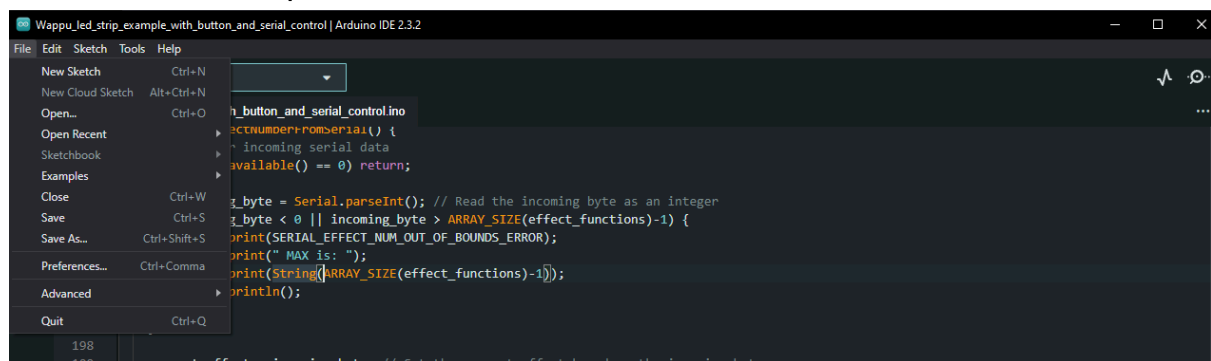 Wappu_led_strip_example_with_button_and_serial_control | Arduino IDE 2.3.2
File Edit Sketch Tools Help
New Sketch Ctrl+N
New Cloud Sketch Alt+Ctrl+N
Open... Ctrl+O
Open Recent
Sketchbook
Examples
Close Ctrl+W
Save Ctrl+S
Save As... Ctrl+Shift+S
Preferences... Ctrl+Comma
Advanced
Quit Ctrl+Q
h_button_and_serial_control.ino
ectNumberFromSerial() {
incoming serial data
available() == 0) return;
g_byte = Serial.parseInt(); // Read the incoming byte as an integer
g_byte < 0 || incoming_byte > ARRAY_SIZE(effect_functions)-1) {
print(SERIAL_EFFECT_NUM_OUT_OF_BOUNDS_ERROR);
print(" MAX is: ");
print(String(ARRAY_SIZE(effect_functions)-1));
println();
198